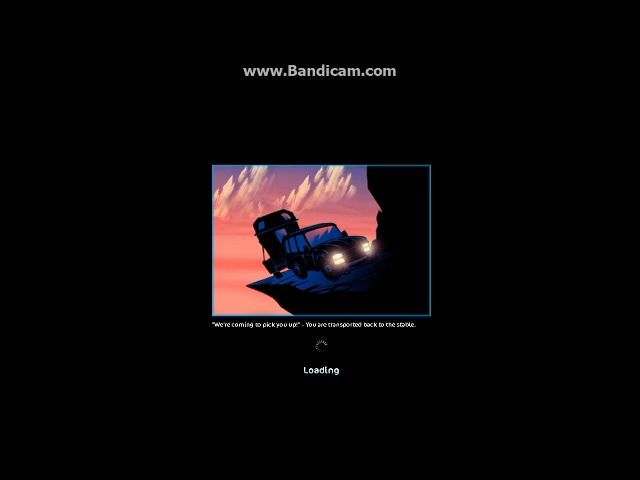 www.Bandicam.com
"We're coming to pick you up!" - You are transported back to the stable.
Loading